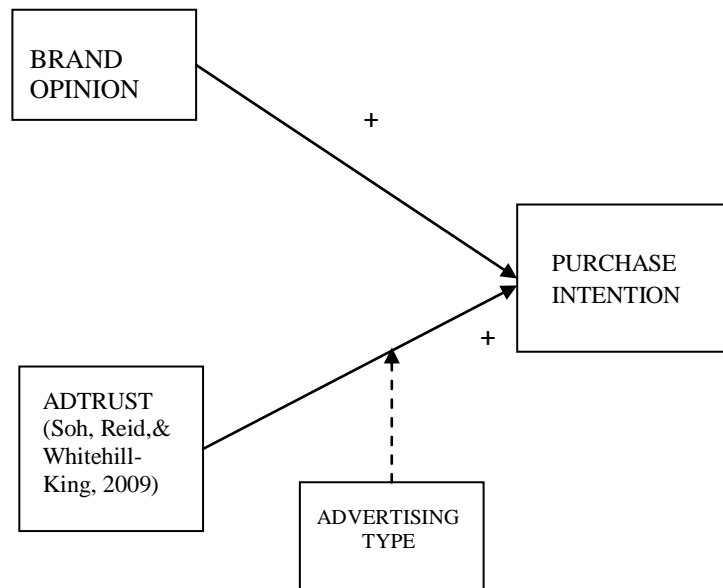 BRAND
OPINION
+
PURCHASE
INTENTION
+
ADTRUST
(Soh, Reid,&
Whitehill-
King, 2009)
ADVERTISING
TYPE